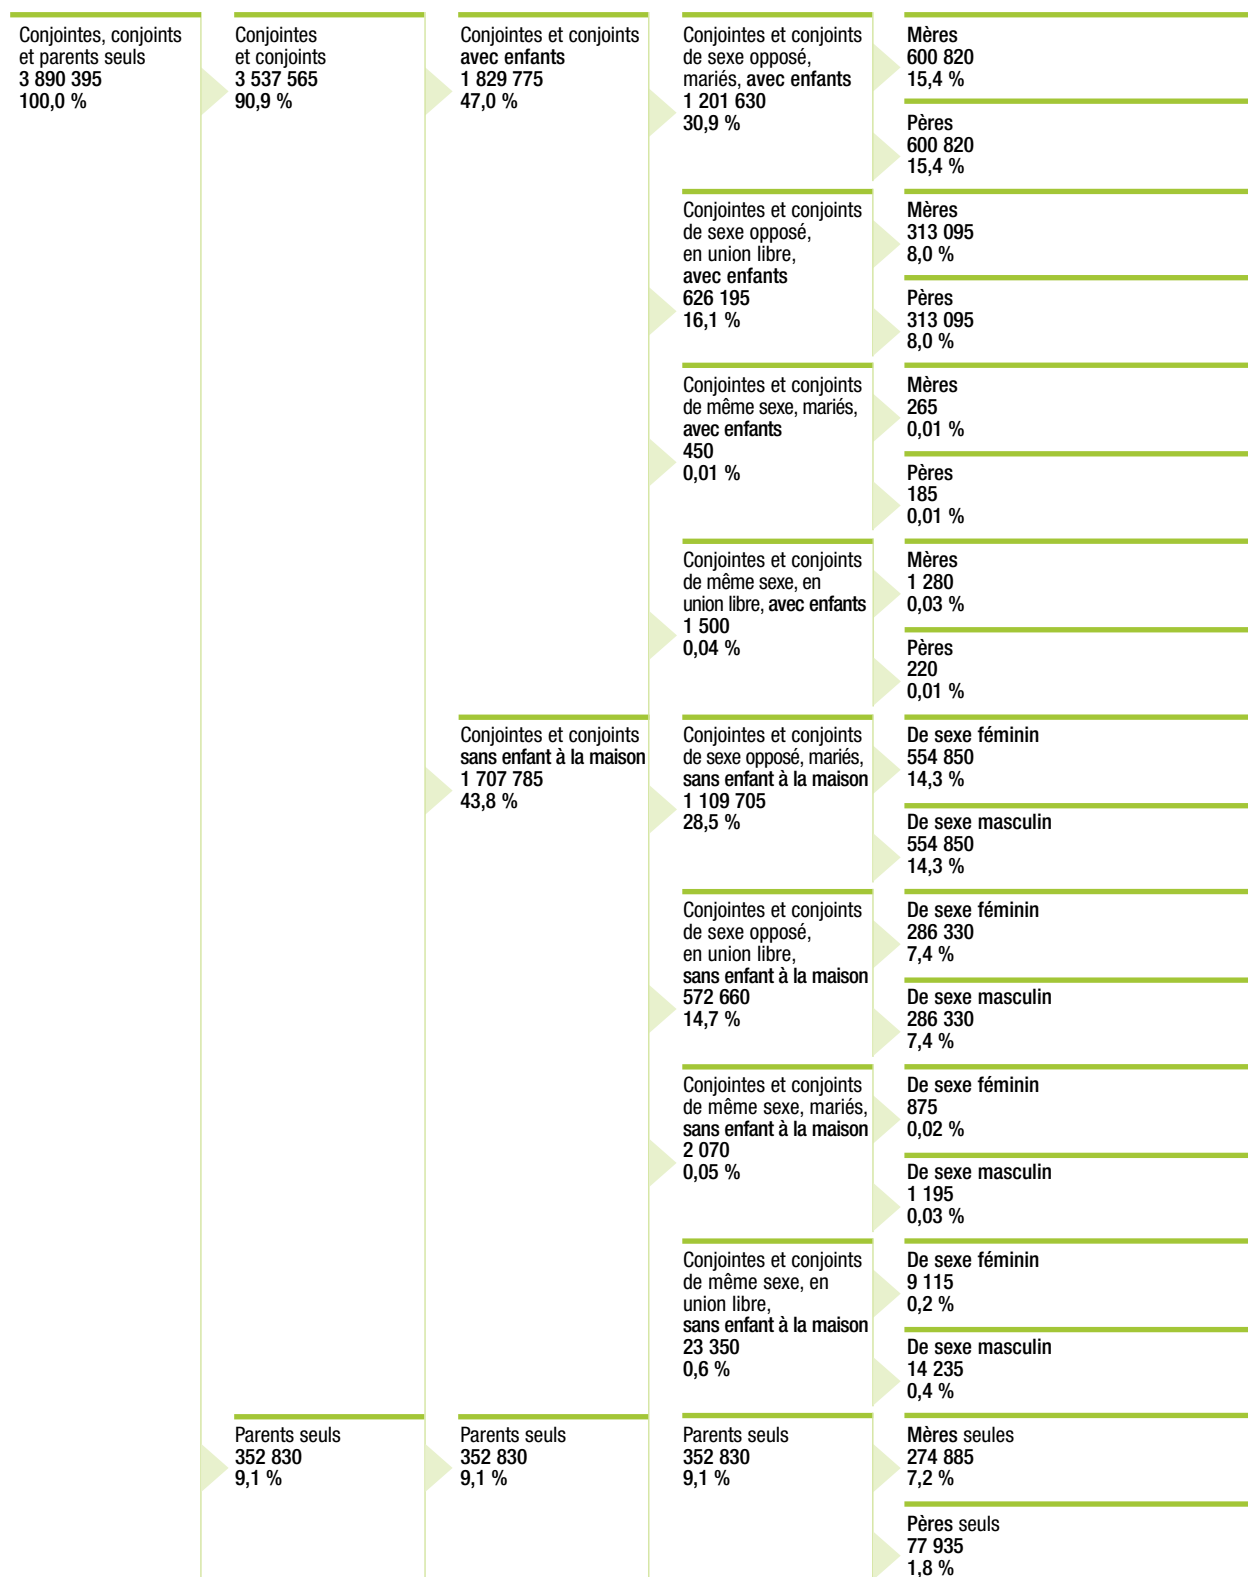 Conjointes, conjoints
et parents seuls
3 890 395
100,0 %
Conjointes
et conjoints
3 537 565
90,9 %
Conjointes et conjoints
avec enfants
1 829 775
47,0 %
Conjointes et conjoints
de sexe opposé,
mariés, avec enfants
1 201 630
30,9 %
Mères
600 820
15,4 %
Pères
600 820
15,4 %
Conjointes et conjoints
de sexe opposé,
en union libre,
avec enfants
626 195
16,1 %
Mères
313 095
8,0 %
Pères
313 095
8,0 %
Conjointes et conjoints
de même sexe, mariés,
avec enfants
450
0,01 %
Mères
265
0,01 %
Pères
185
0,01 %
Conjointes et conjoints
de même sexe, en
union libre, avec enfants
1 500
0,04 %
Mères
1 280
0,03 %
Pères
220
0,01 %
Conjointes et conjoints
sans enfant à la maison
1 707 785
43,8 %
Conjointes et conjoints
de sexe opposé, mariés,
sans enfant à la maison
1 109 705
28,5 %
De sexe féminin
554 850
14,3 %
De sexe masculin
554 850
14,3 %
Conjointes et conjoints
de sexe opposé,
en union libre,
sans enfant à la maison
572 660
14,7 %
De sexe féminin
286 330
7,4 %
De sexe masculin
286 330
7,4 %
Conjointes et conjoints
de même sexe, mariés,
sans enfant à la maison
2 070
0,05 %
De sexe féminin
875
0,02 %
De sexe masculin
1 195
0,03 %
Conjointes et conjoints
de même sexe, en
union libre,
sans enfant à la maison
23 350
0,6 %
De sexe féminin
9 115
0,2 %
De sexe masculin
14 235
0,4 %
Parents seuls
352 830
9,1 %
Parents seuls
352 830
9,1 %
Parents seuls
352 830
9,1 %
Mères seules
274 885
7,2 %
Pères seuls
77 935
1,8 %